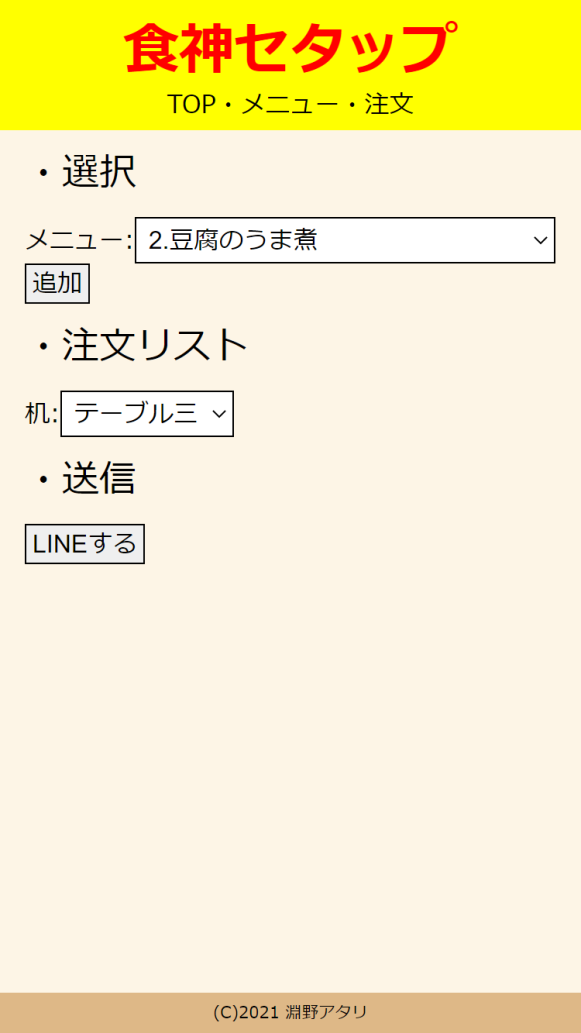 食神セタップ
TOP・メニュー・注文
・選択
メニュー:2.豆腐のうま煮
追加
・注文リスト
机:テーブル三
・送信
LINEする
(C)2021 淵野アタリ